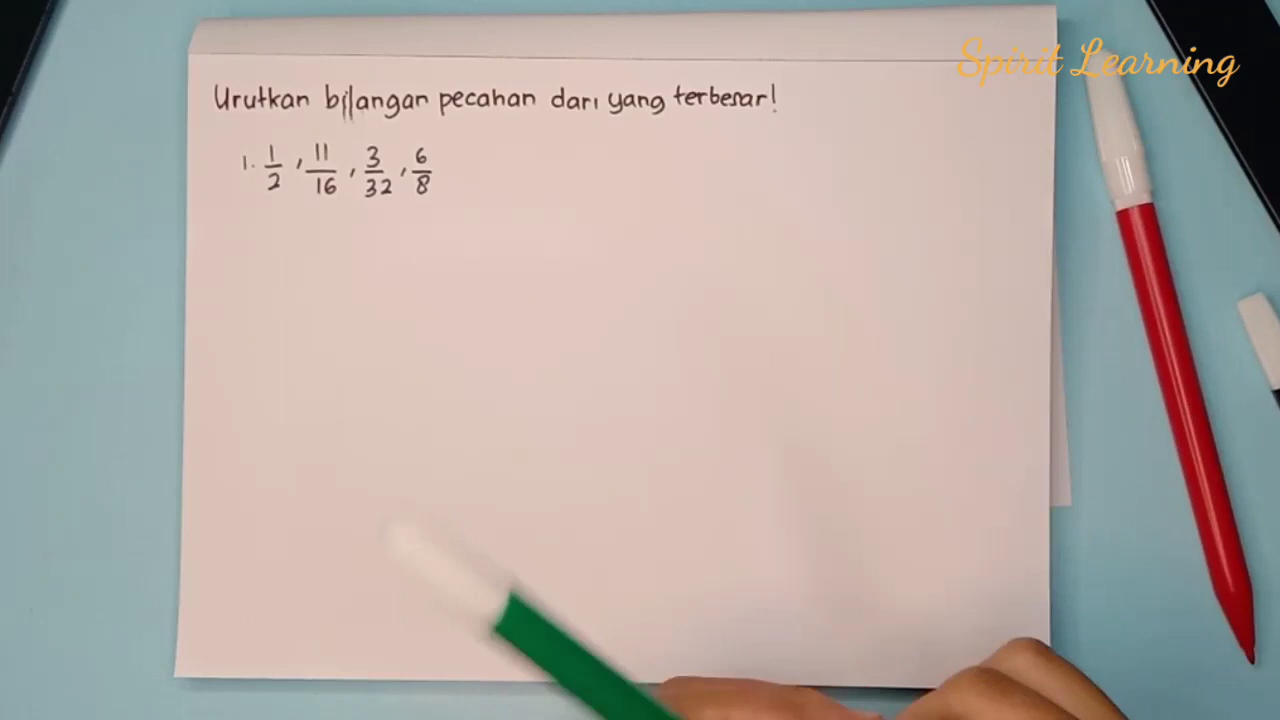 Spirit Learning
Urutkan bilangan pecahan dari yang terbesar!
1. 1/2 , 11/16 , 3/32 , 6/8